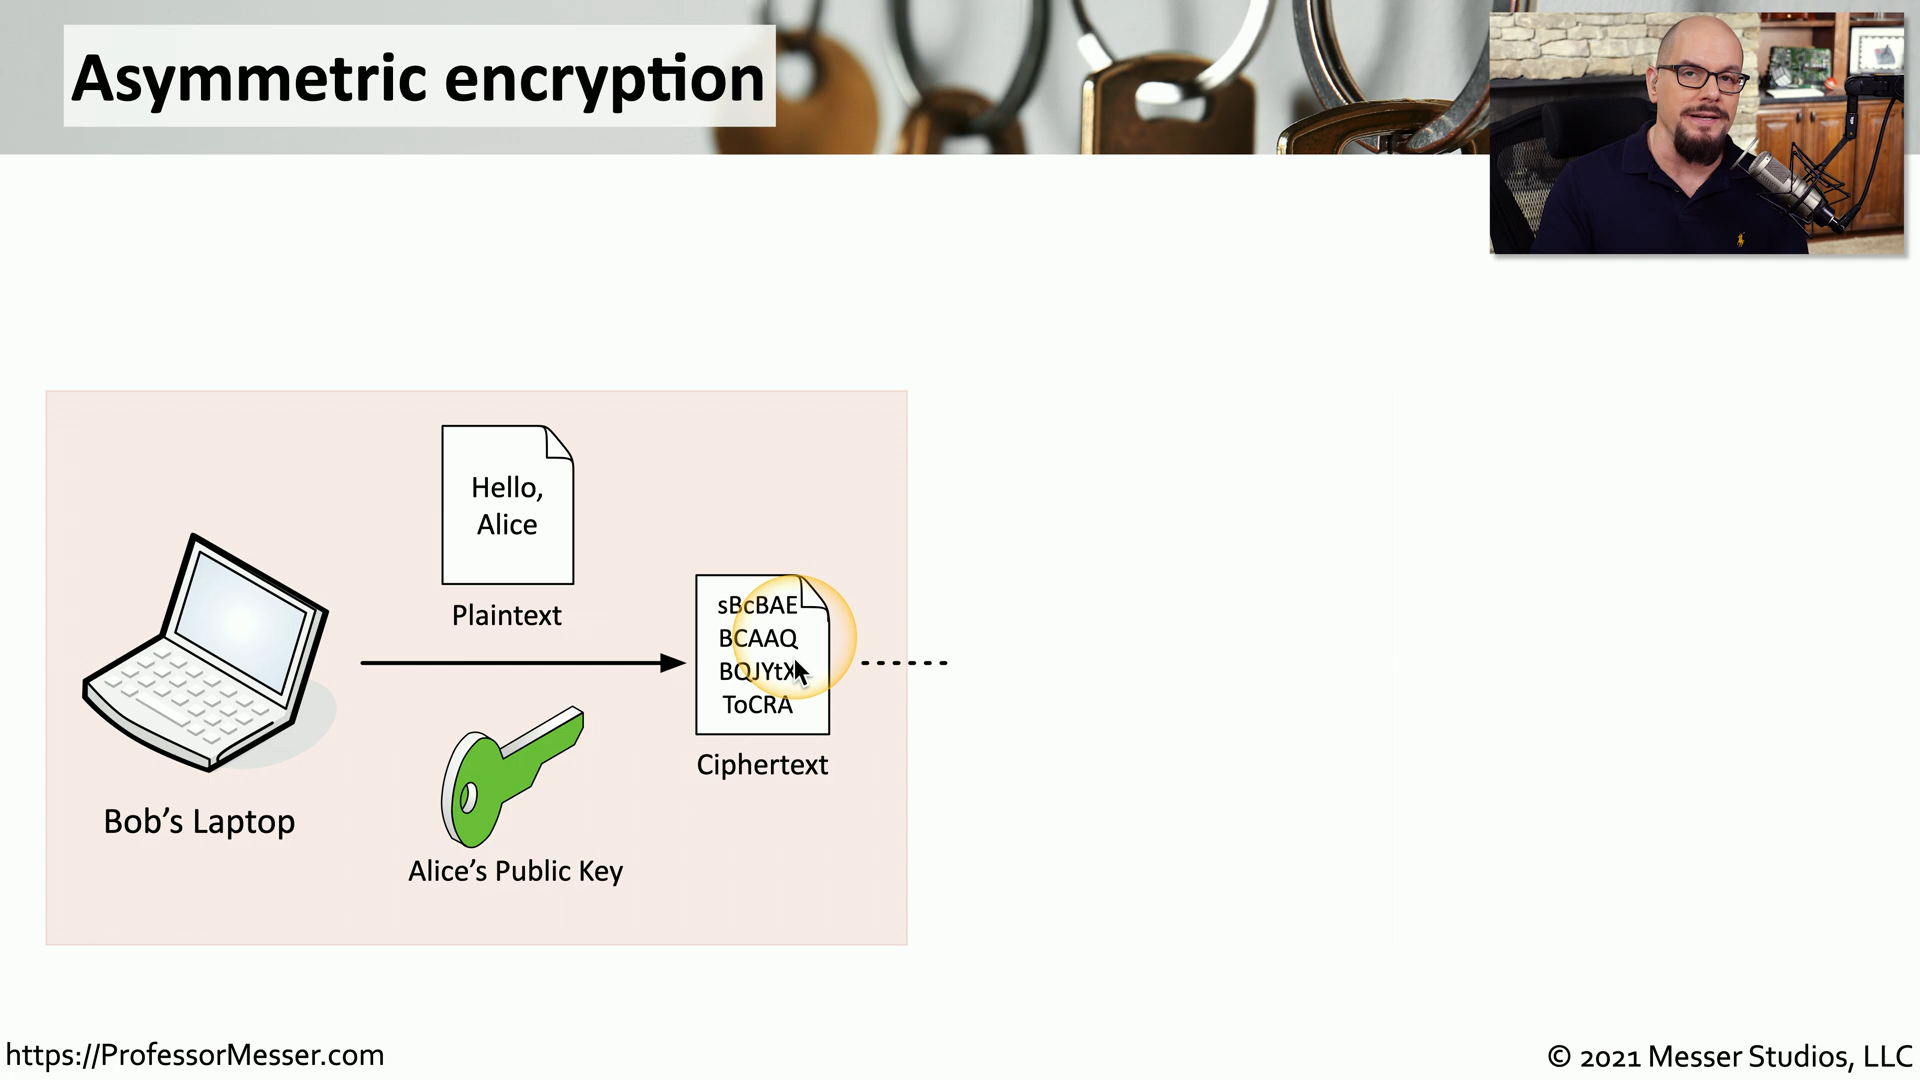 Asymmetric encryption
Hello,
Alice
Plaintext
sBcBAE
BCAAQ
BQJYtX
ToCRA
Ciphertext
Bob’s Laptop
Alice’s Public Key
https://ProfessorMesser.com
© 2021 Messer Studios, LLC